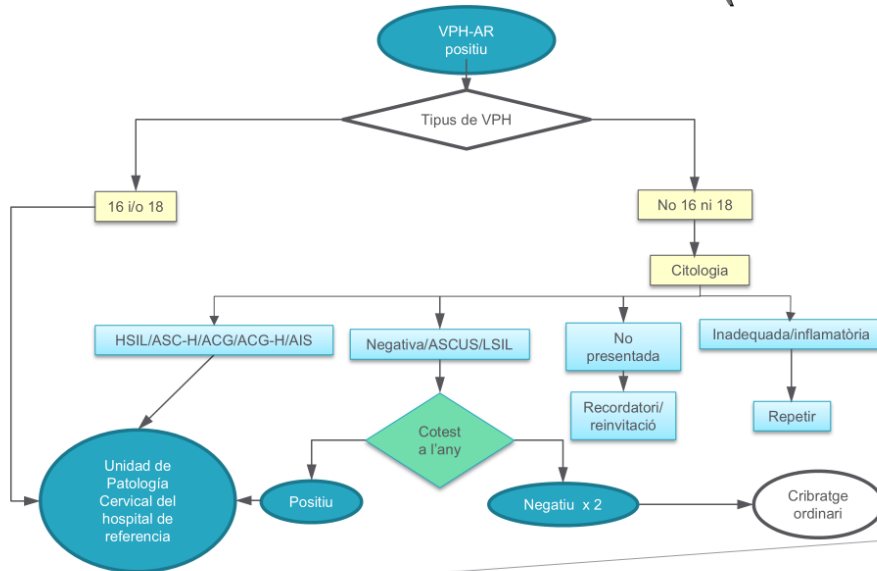 VPH-AR
positiu
Tipus de VPH
16 i/o 18
No 16 ni 18
Citologia
HSIL/ASC-H/ACG/ACG-H/AIS
Negativa/ASCUS/LSIL
No
presentada
Inadequada/inflamatòria
Recordatori/
reinvitació
Repetir
Cotest
a l'any
Unidad de
Patología
Cervical del
hospital de
referencia
Positiu
Negatiu x 2
Cribratge
ordinari